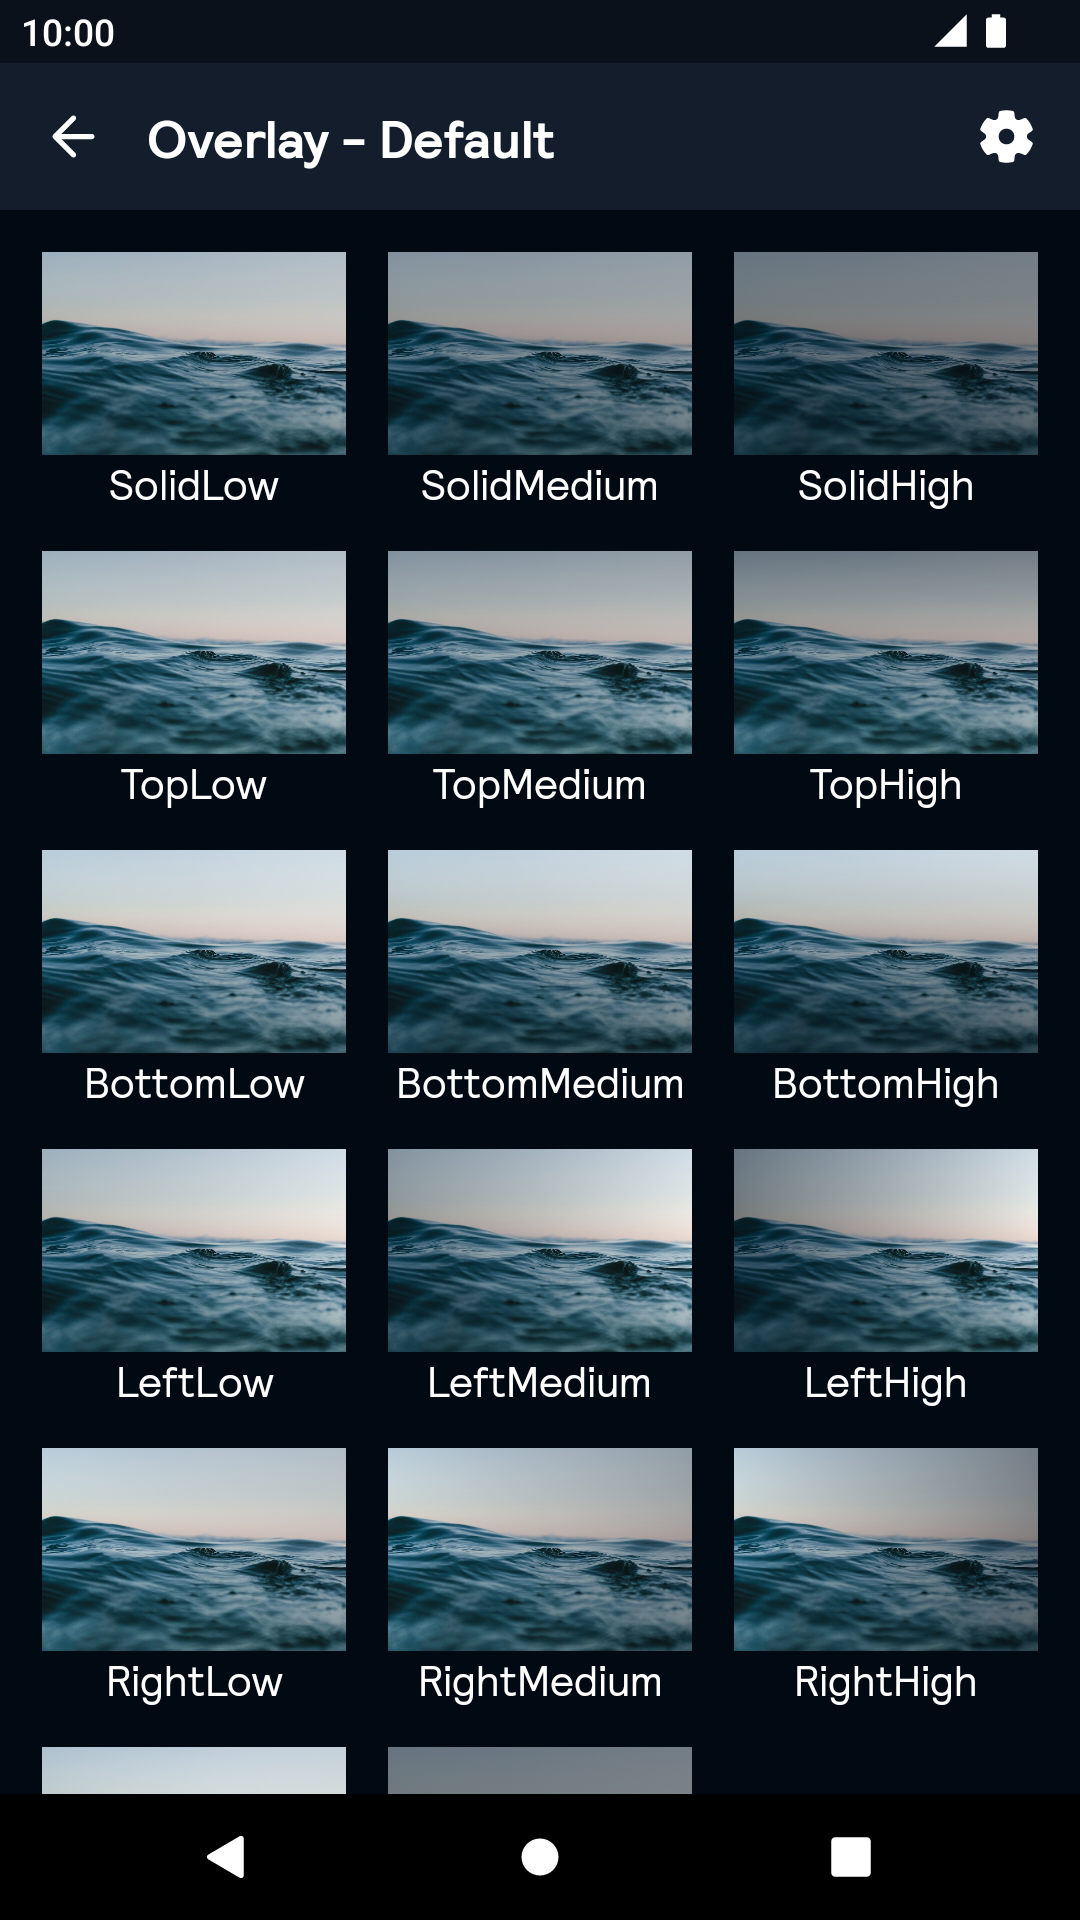 10:00
Overlay - Default
SolidLow
SolidMedium
SolidHigh
TopLow
TopMedium
TopHigh
BottomLow
BottomMedium
BottomHigh
LeftLow
LeftMedium
LeftHigh
RightLow
RightMedium
RightHigh